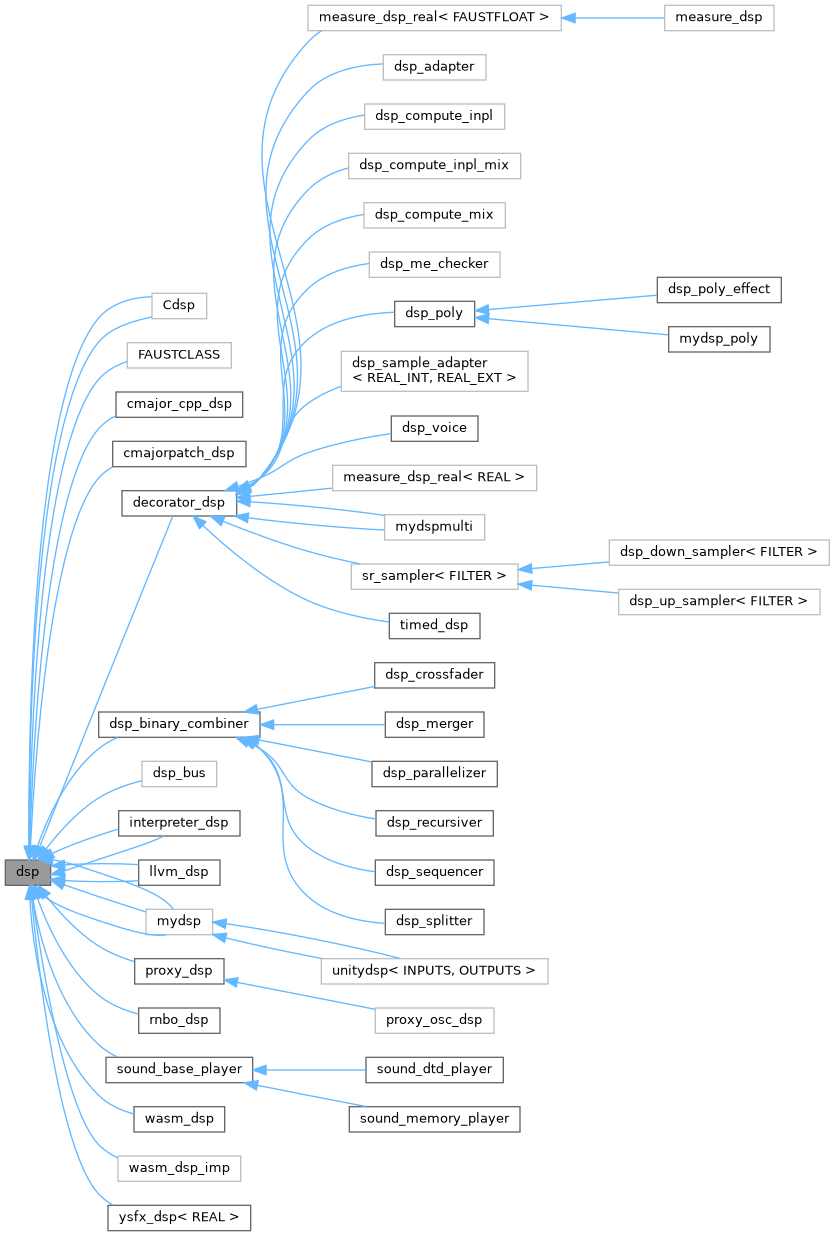 measure_dsp_real< FAUSTFLOAT >
measure_dsp
dsp_adapter
dsp_compute_inpl
dsp_compute_inpl_mix
dsp_compute_mix
dsp_me_checker
dsp_poly_effect
Cdsp
dsp_poly
mydsp_poly
FAUSTCLASS
dsp_sample_adapter
< REAL_INT, REAL_EXT >
cmajor_cpp_dsp
dsp_voice
cmajorpatch_dsp
measure_dsp_real< REAL >
decorator_dsp
mydspmulti
dsp_down_sampler< FILTER >
sr_sampler< FILTER >
dsp_up_sampler< FILTER >
timed_dsp
dsp_crossfader
dsp_binary_combiner
dsp_merger
dsp_bus
dsp_parallelizer
interpreter_dsp
dsp_recursiver
dsp
llvm_dsp
dsp_sequencer
mydsp
dsp_splitter
proxy_dsp
unitydsp< INPUTS, OUTPUTS >
rnbo_dsp
proxy_osc_dsp
sound_base_player
sound_dtd_player
wasm_dsp
sound_memory_player
wasm_dsp_imp
ysfx_dsp< REAL >